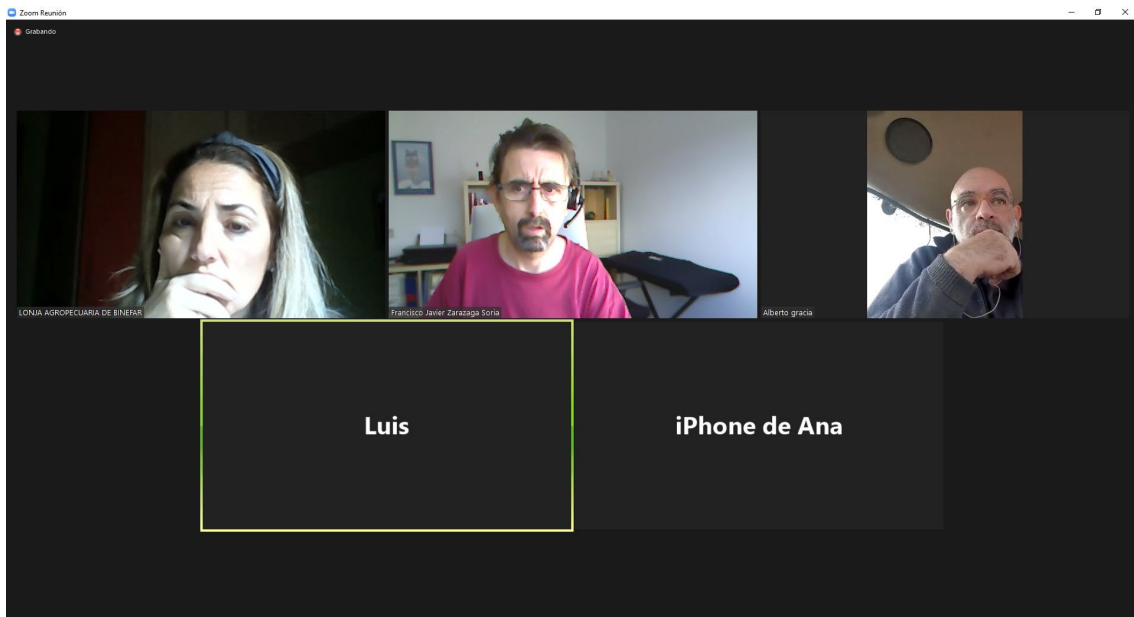 Zoom Reunión
Grabando
LONJA AGROPECUARIA DE BINEFAR
Francisco Javier Zarazaga Soria
Alberto gracia
Luis
iPhone de Ana